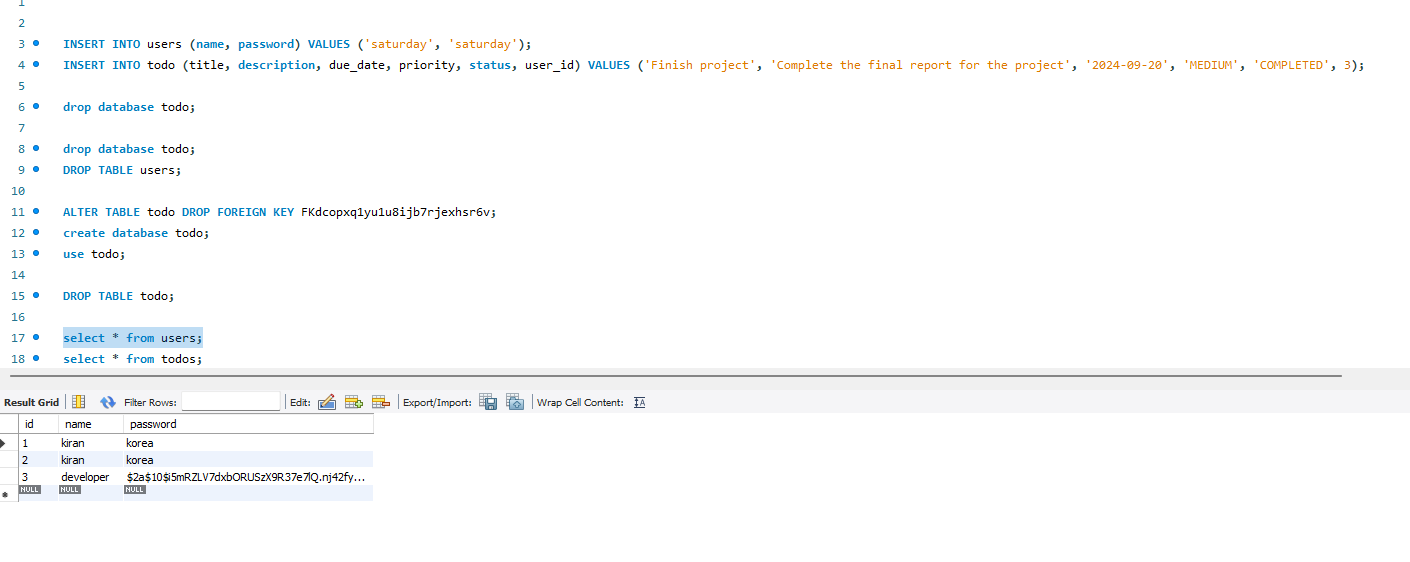 1
2
3 INSERT INTO users (name, password) VALUES ('saturday', 'saturday');
4 INSERT INTO todo (title, description, due_date, priority, status, user_id) VALUES ('Finish project', 'Complete the final report for the project', '2024-09-20', 'MEDIUM', 'COMPLETED', 3);
5
6 drop database todo;
7
8 drop database todo;
9 DROP TABLE users;
10
11 ALTER TABLE todo DROP FOREIGN KEY FKdcopxq1yu1u8ijb7rjexhsr6v;
12 create database todo;
13 use todo;
14
15 DROP TABLE todo;
16
17 select * from users;
18 select * from todos;
Result Grid Filter Rows: Edit: Export/Import: Wrap Cell Content: IA
id name password
1 kiran korea
2 kiran korea
3 developer $2a$10$i5mRZLV7dxbORUSzX9R37e7lQ.nj42fy...
NULL NULL NULL